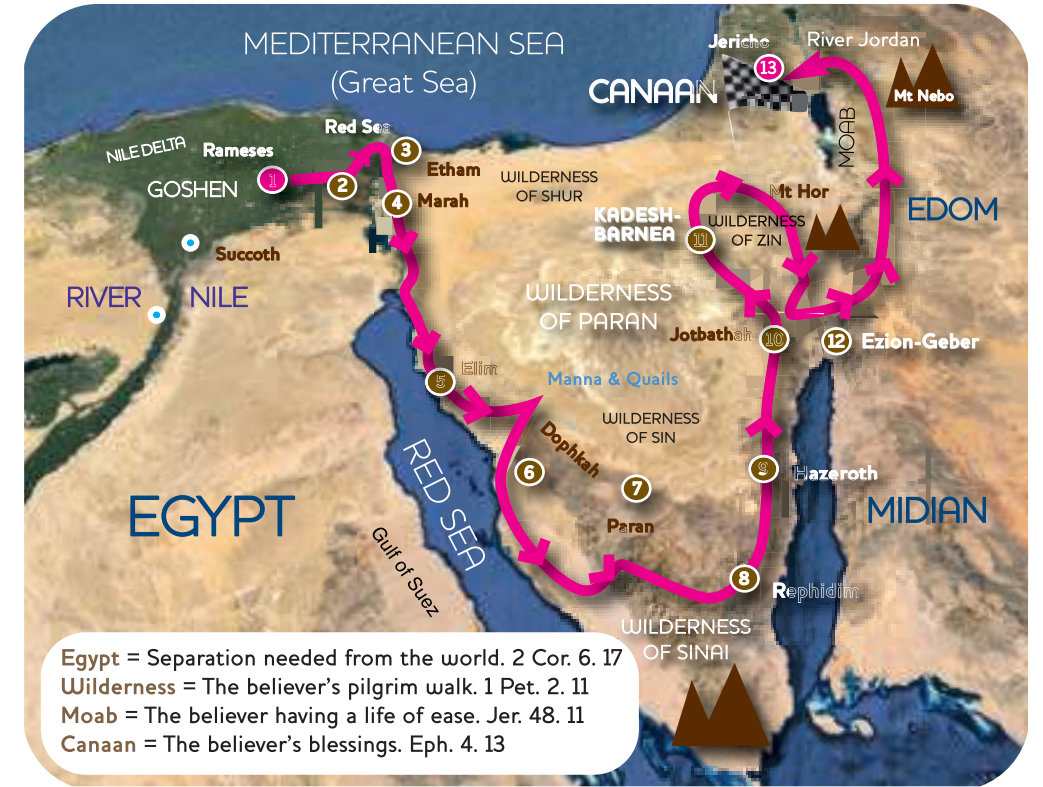 MEDITERRANEAN SEA
(Great Sea)
Jericho
River Jordan
13
CANAAN
Mt Nebo
MOAB
Red Sea
NILE DELTA
Rameses
3
Etham
GOSHEN
1
2
4
Marah
WILDERNESS
OF SHUR
Mt Hor
KADESH-
BARNEA
11
WILDERNESS
OF ZIN
EDOM
Succoth
RIVER NILE
WILDERNESS
OF PARAN
Jotbathah
10
12
Ezion-Geber
5
Elim
Manna & Quails
WILDERNESS
OF SIN
Dophkah
6
7
Paran
9
Hazeroth
EGYPT
RED SEA
MIDIAN
Gulf of Suez
8
Rephidim
WILDERNESS
OF SINAI
Egypt = Separation needed from the world. 2 Cor. 6. 17
Wilderness = The believer’s pilgrim walk. 1 Pet. 2. 11
Moab = The believer having a life of ease. Jer. 48. 11
Canaan = The believer’s blessings. Eph. 4. 13